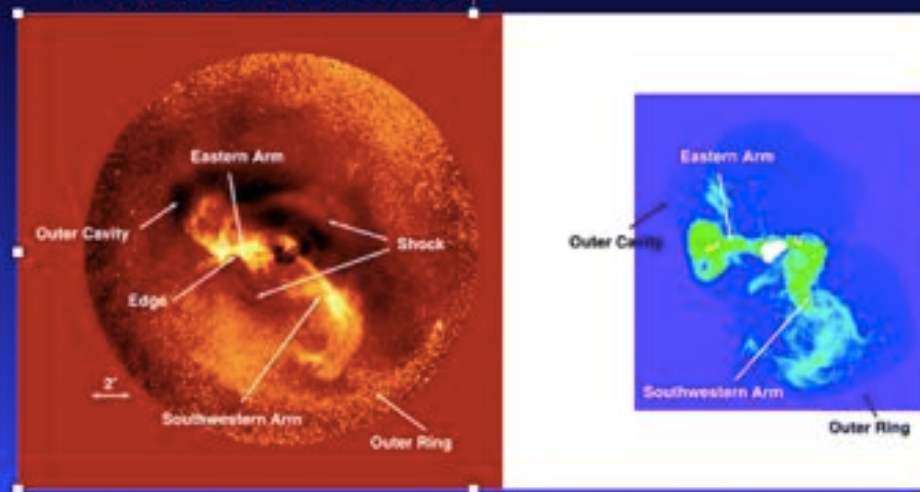 Eastern Arm
Outer Cavity
Shock
Edge
2'
Southwestern Arm
Outer Ring
Eastern Arm
Outer Cavity
Southwestern Arm
Outer Ring